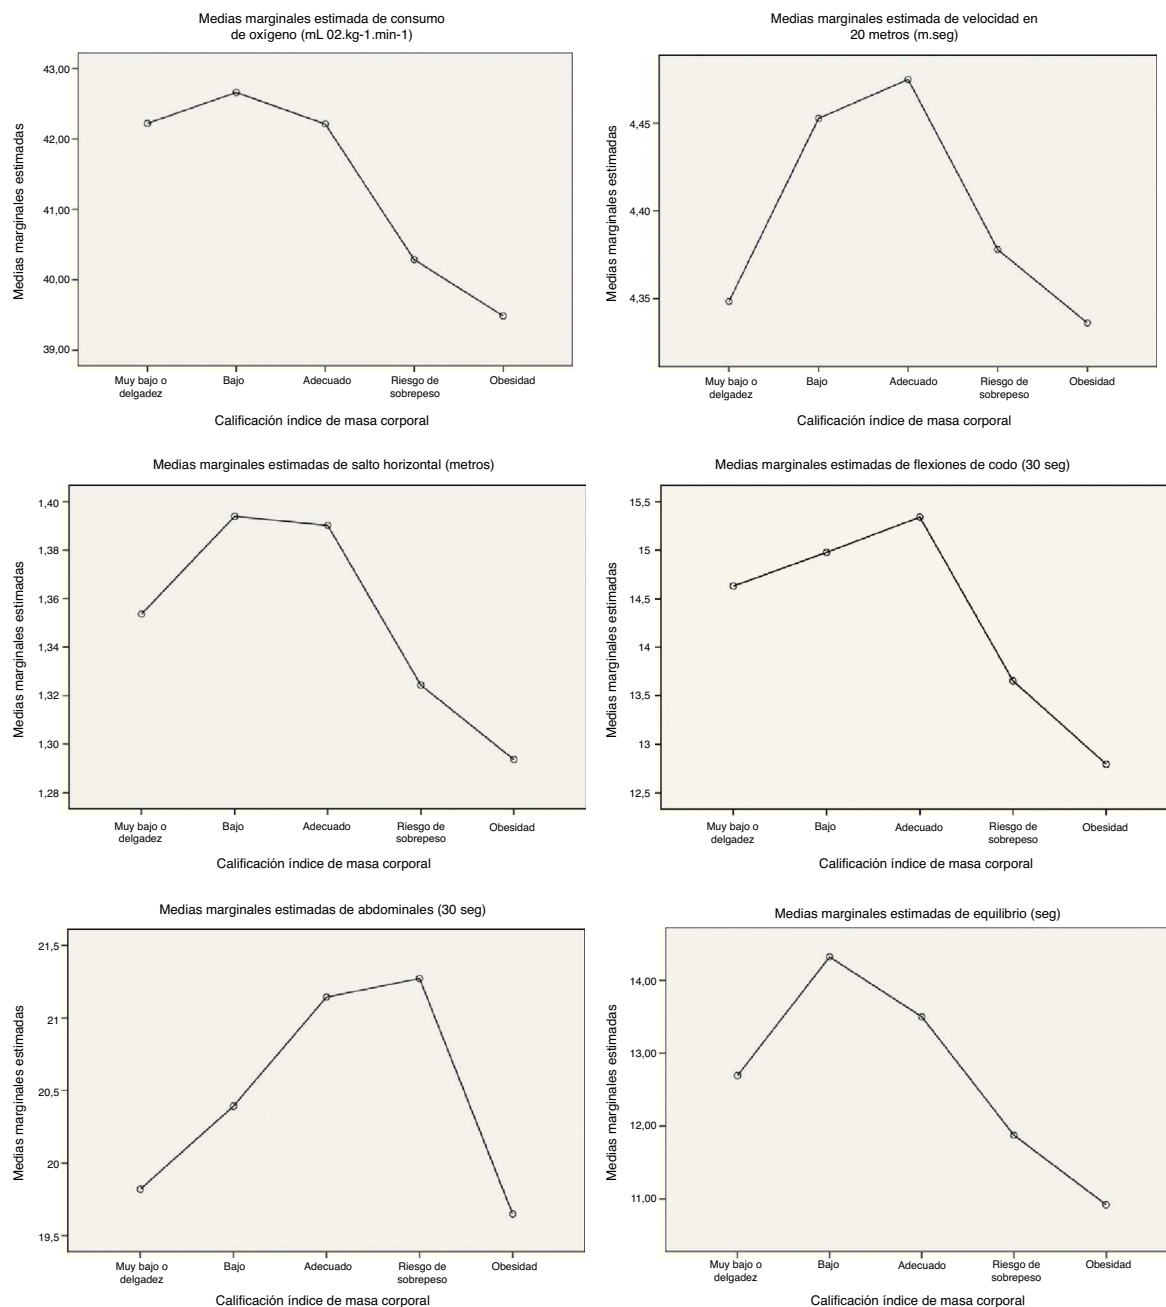 Medias marginales estimada de consumo
de oxígeno (mL 02.kg-1.min-1)
Medias marginales estimadas
43,00
42,00
41,00
40,00
39,00
Muy bajo o
delgadez
Bajo
Adecuado
Riesgo de
sobrepeso
Obesidad
Calificación índice de masa corporal
Medias marginales estimada de velocidad en
20 metros (m.seg)
Medias marginales estimadas
4,45
4,40
4,35
Muy bajo o
delgadez
Bajo
Adecuado
Riesgo de
sobrepeso
Obesidad
Calificación índice de masa corporal
Medias marginales estimadas de salto horizontal (metros)
Medias marginales estimadas
1,40
1,38
1,36
1,34
1,32
1,30
1,28
Muy bajo o
delgadez
Bajo
Adecuado
Riesgo de
sobrepeso
Obesidad
Calificación índice de masa corporal
Medias marginales estimadas de flexiones de codo (30 seg)
Medias marginales estimadas
15,5
15
14,5
14
13,5
13
12,5
Muy bajo o
delgadez
Bajo
Adecuado
Riesgo de
sobrepeso
Obesidad
Calificación índice de masa corporal
Medias marginales estimadas de abdominales (30 seg)
Medias marginales estimadas
21,5
21
20,5
20
19,5
Muy bajo o
delgadez
Bajo
Adecuado
Riesgo de
sobrepeso
Obesidad
Calificación índice de masa corporal
Medias marginales estimadas de equilibrio (seg)
Medias marginales estimadas
14,00
13,00
12,00
11,00
Muy bajo o
delgadez
Bajo
Adecuado
Riesgo de
sobrepeso
Obesidad
Calificación índice de masa corporal